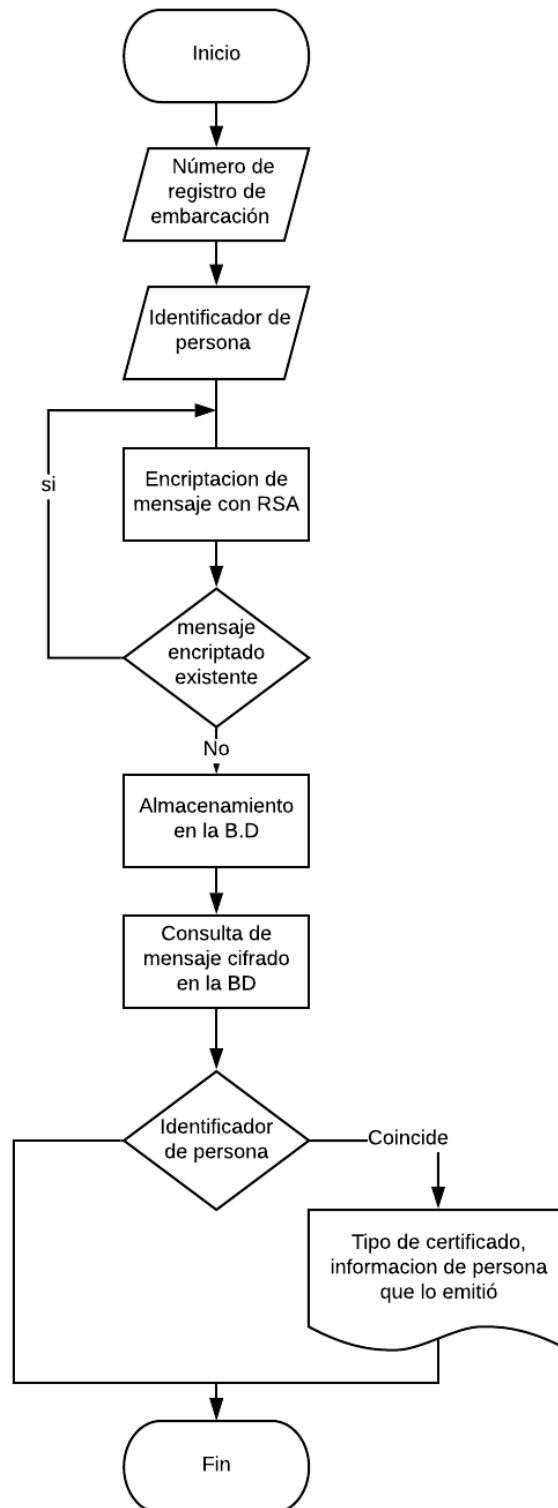 Inicio
Número de
registro de
embarcación
Identificador de
persona
Encriptacion de
mensaje con RSA
si
mensaje
encriptado
existente
No
Almacenamiento
en la B.D
Consulta de
mensaje cifrado
en la BD
Identificador
de persona
Coincide
Tipo de certificado,
informacion de persona
que lo emitió
Fin